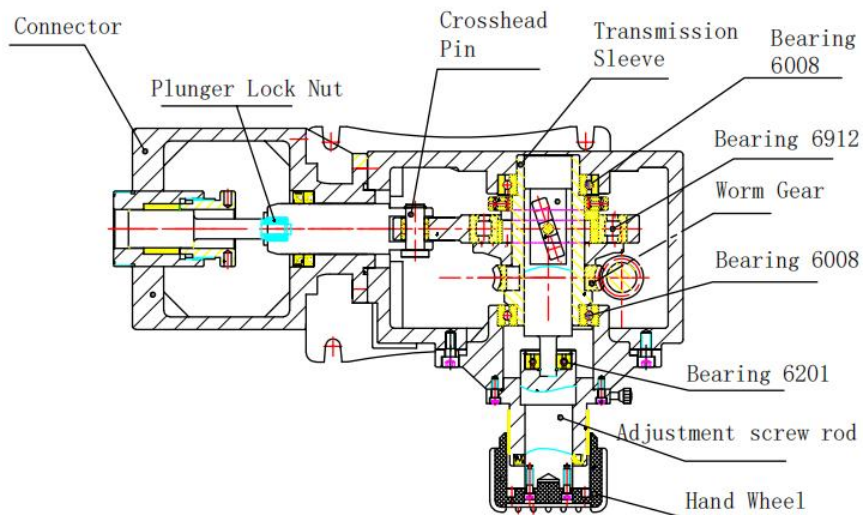 Connector
Crosshead
Pin
Transmission
Sleeve
Bearing
6008
Plunger Lock Nut
Bearing 6912
Worm Gear
Bearing 6008
Bearing 6201
Adjustment screw rod
Hand Wheel